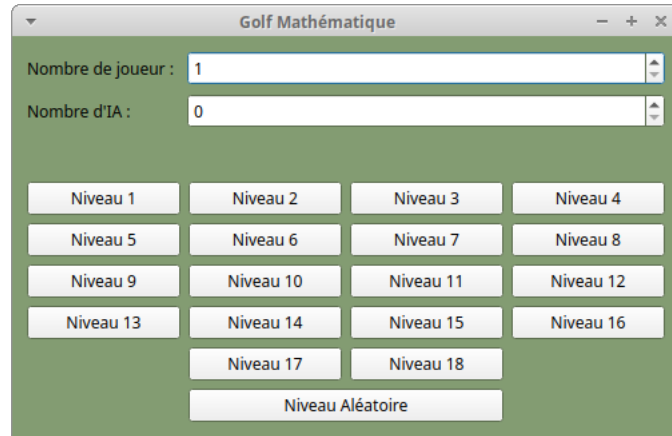 Golf Mathématique
Nombre de joueur : 1
Nombre d'IA : 0
Niveau 1 Niveau 2 Niveau 3 Niveau 4
Niveau 5 Niveau 6 Niveau 7 Niveau 8
Niveau 9 Niveau 10 Niveau 11 Niveau 12
Niveau 13 Niveau 14 Niveau 15 Niveau 16
Niveau 17 Niveau 18
Niveau Aléatoire